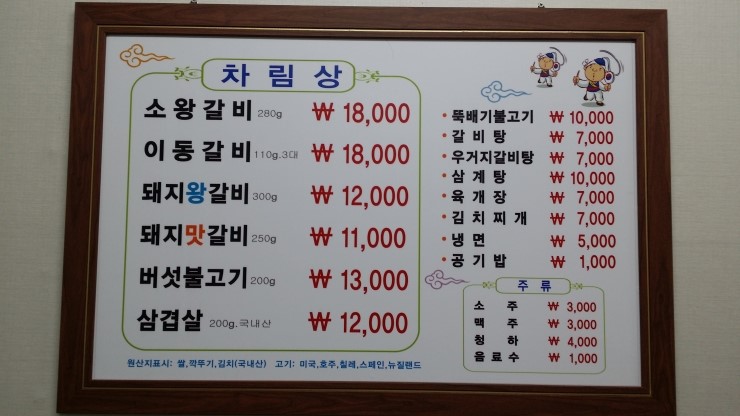 차림상
소왕갈비 280g ₩ 18,000
이동갈비 110g.3대 ₩ 18,000
돼지왕갈비 300g ₩ 12,000
돼지맛갈비 250g ₩ 11,000
버섯불고기 200g ₩ 13,000
삼겹살 200g.국내산 ₩ 12,000
• 뚝배기불고기 ₩ 10,000
• 갈비탕 ₩ 7,000
• 우거지갈비탕 ₩ 7,000
• 삼계탕 ₩ 10,000
• 육개장 ₩ 7,000
• 김치찌개 ₩ 7,000
• 냉면 ₩ 5,000
• 공기밥 ₩ 1,000
주류
소주 ₩ 3,000
맥주 ₩ 3,000
청하 ₩ 4,000
음료수 ₩ 1,000
원산지표시: 쌀,깍뚜기,김치(국내산) 고기: 미국,호주,칠레,스페인,뉴질랜드